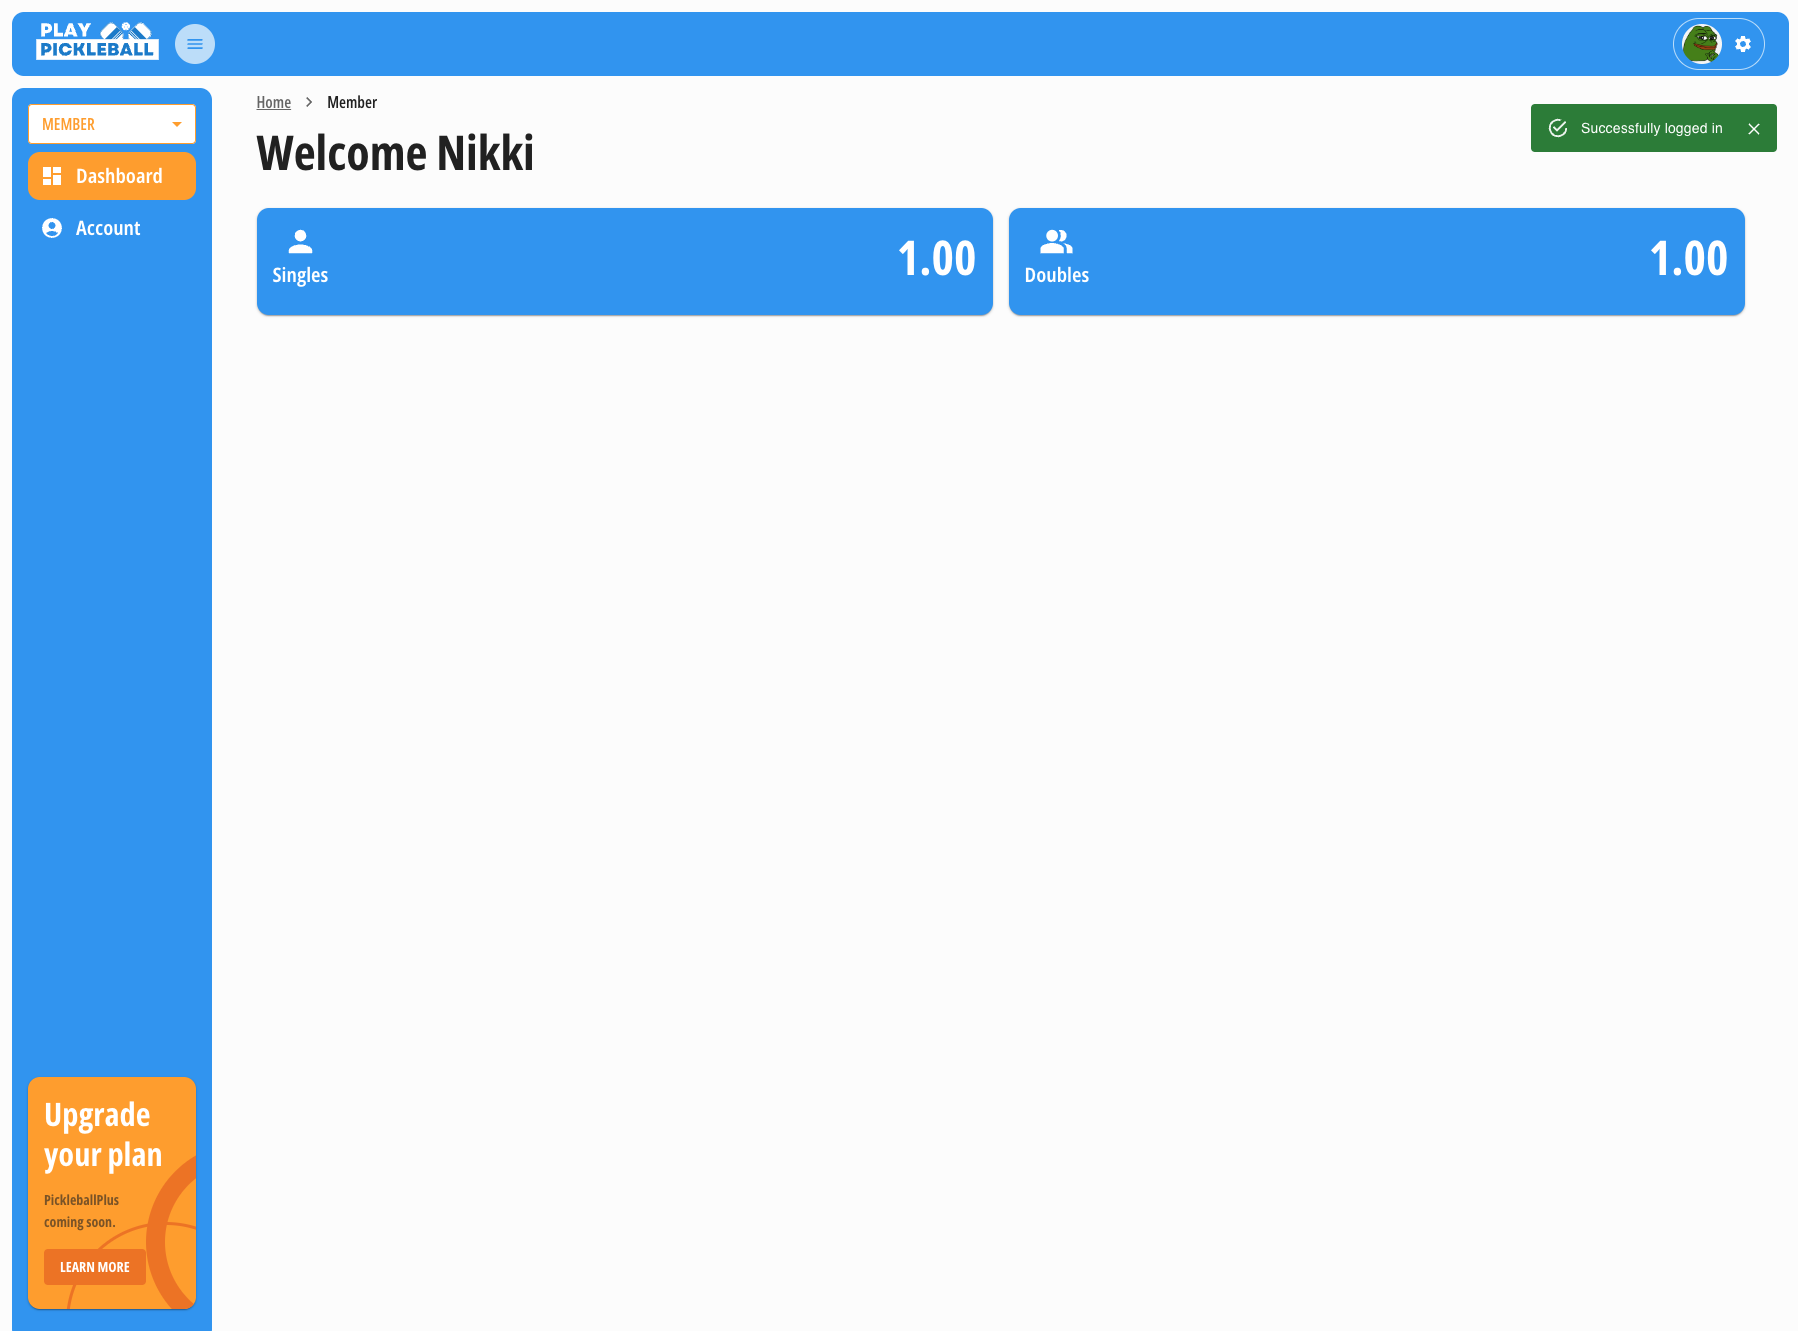 PLAY
PICKLEBALL
MEMBER
Dashboard
Account
Home > Member
Welcome Nikki
Successfully logged in
Singles
1.00
Doubles
1.00
Upgrade
your plan
PickleballPlus
coming soon.
LEARN MORE